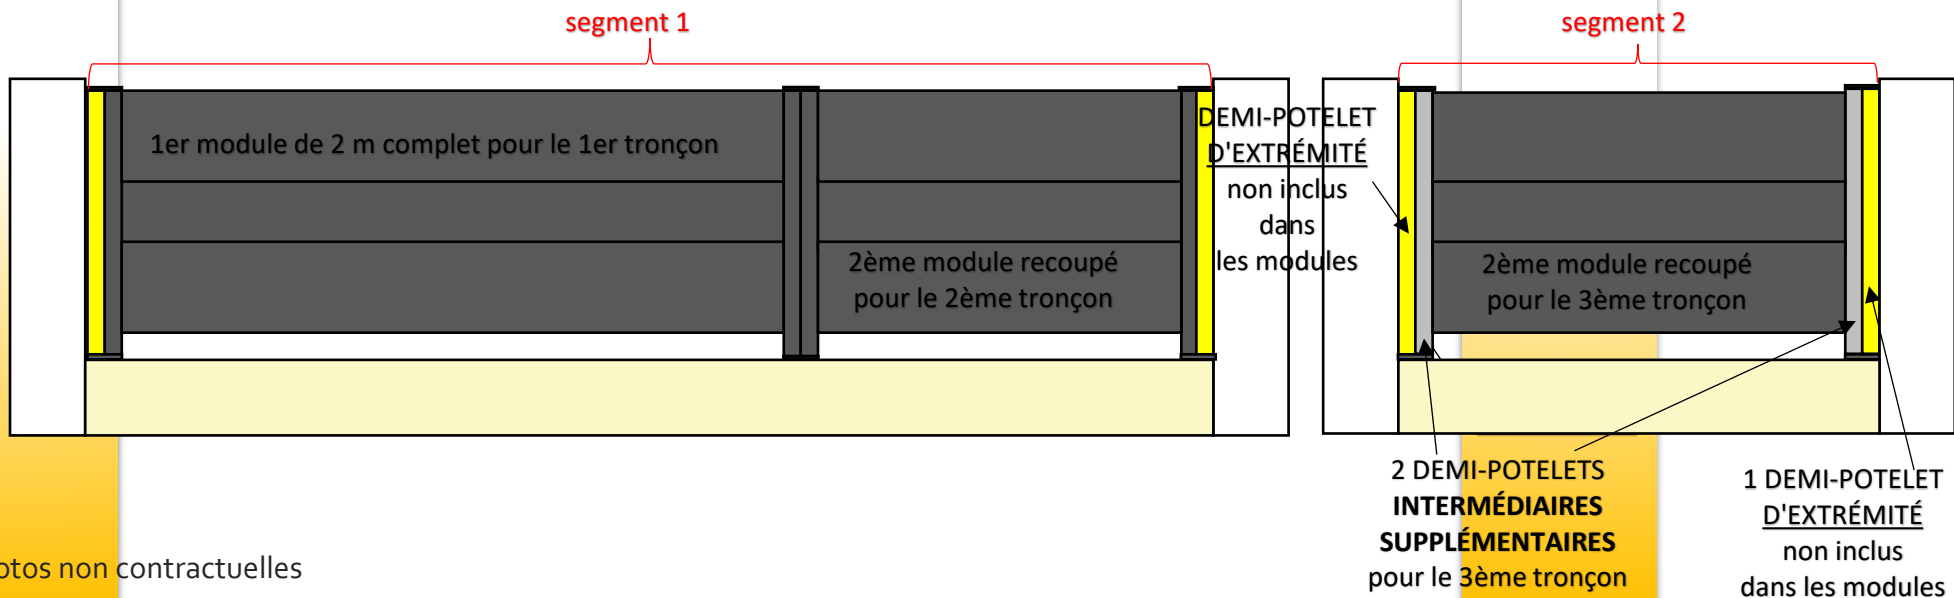 segment 1
segment 2
1er module de 2 m complet pour le 1er tronçon
2ème module recoupé
pour le 2ème tronçon
DEMI-POTELET
D'EXTRÉMITÉ
non inclus
dans
les modules
2ème module recoupé
pour le 3ème tronçon
2 DEMI-POTELETS
INTERMÉDIAIRES
SUPPLÉMENTAIRES
pour le 3ème tronçon
1 DEMI-POTELET
D'EXTRÉMITÉ
non inclus
dans les modules
otos non contractuelles